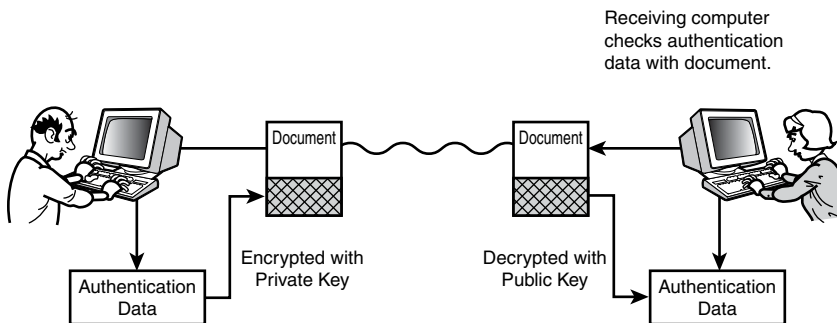 Receiving computer
checks authentication
data with document.
Document
Document
Encrypted with
Private Key
Decrypted with
Public Key
Authentication
Data
Authentication
Data